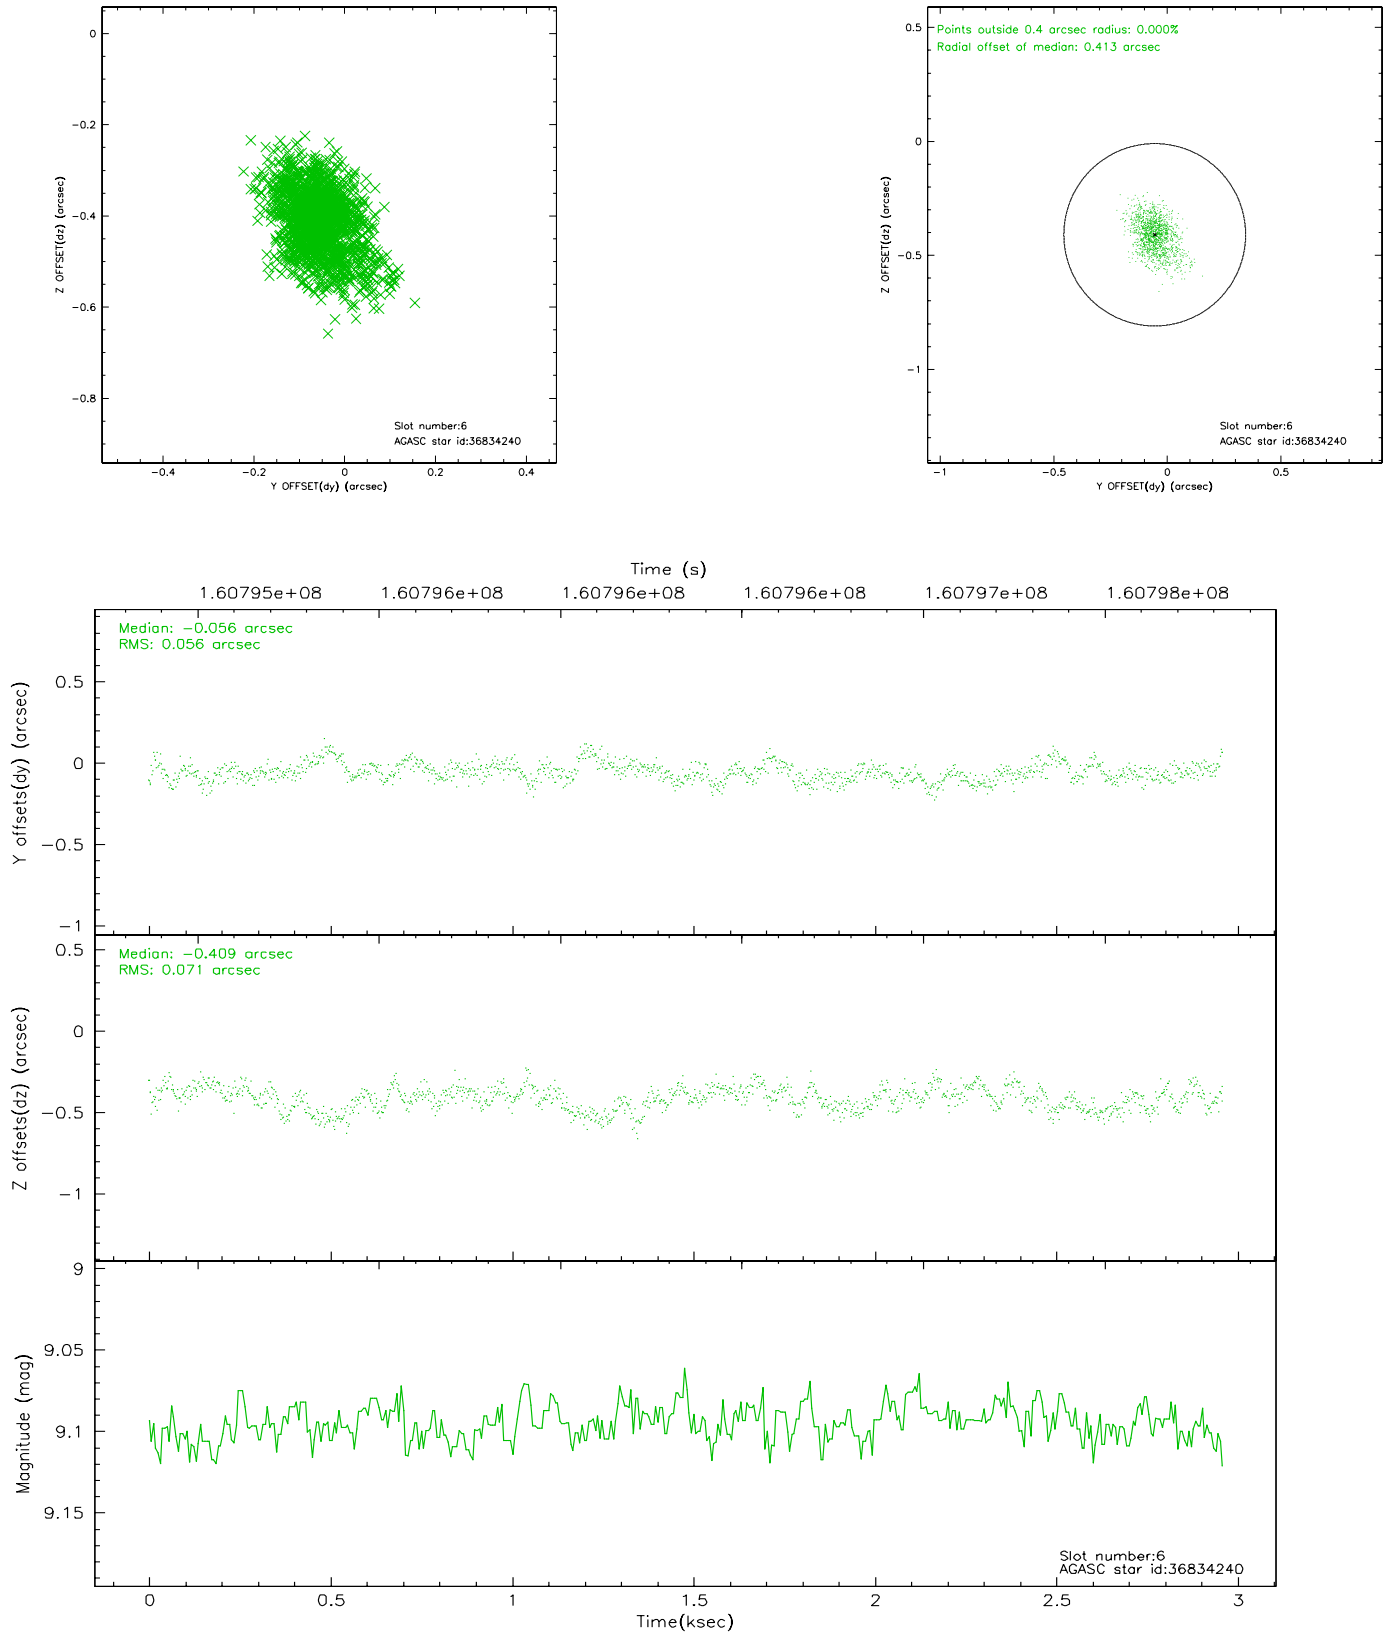 0
−0.2
−0.4
−0.6
−0.8
Z OFFSET(dz) (arcsec)
Slot number:6
AGASC star id:36834240
−0.4 −0.2 0 0.2 0.4
Y OFFSET(dy) (arcsec)
Points outside 0.4 arcsec radius: 0.000%
Radial offset of median: 0.413 arcsec
0.5
0
−0.5
−1
Z OFFSET(dz) (arcsec)
Slot number:6
AGASC star id:36834240
−1 −0.5 0 0.5
Y OFFSET(dy) (arcsec)
Time (s)
1.60795e+08 1.60796e+08 1.60796e+08 1.60796e+08 1.60797e+08 1.60798e+08
Median: −0.056 arcsec
RMS: 0.056 arcsec
0.5
0
−0.5
−1
Y offsets(dy) (arcsec)
Median: −0.409 arcsec
RMS: 0.071 arcsec
0.5
0
−0.5
−1
Z offsets(dz) (arcsec)
9
9.05
9.1
9.15
Magnitude (mag)
Slot number:6
AGASC star id:36834240
0 0.5 1 1.5 2 2.5 3
Time(ksec)